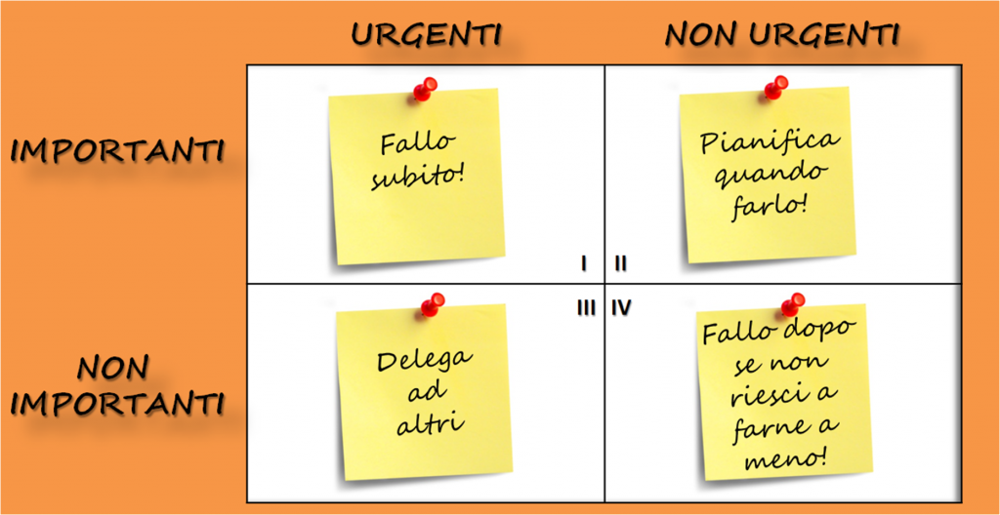 URGENTI
NON URGENTI
IMPORTANTI
Fallo
subito!
I
Pianifica
quando
farlo!
II
NON
IMPORTANTI
Delega
ad
altri
III
Fallo dopo
se non
riesci a
farne a
meno!
IV